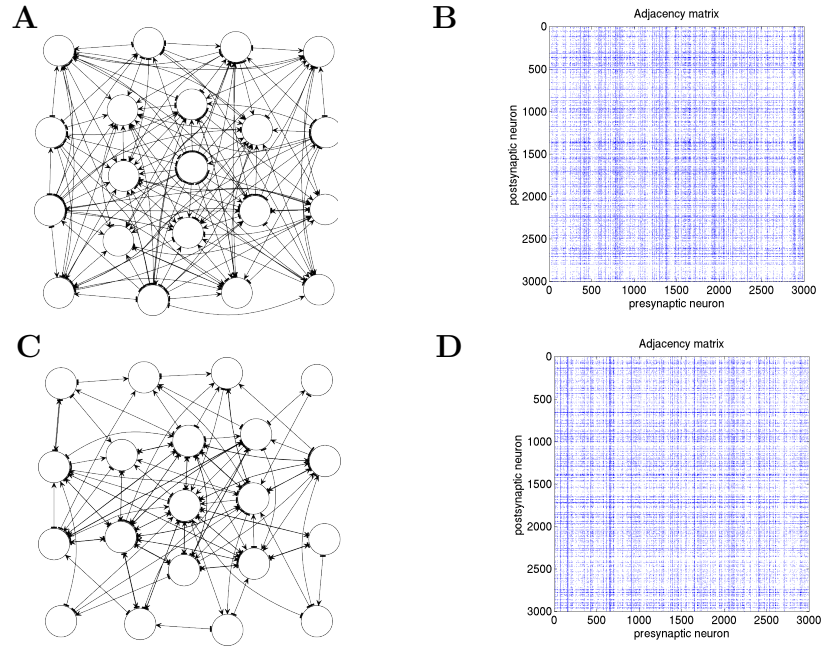 A
B
Adjacency matrix
0
500
1000
1500
2000
2500
3000
postsynaptic neuron
0 500 1000 1500 2000 2500 3000
presynaptic neuron
C
D
Adjacency matrix
0
500
1000
1500
2000
2500
3000
postsynaptic neuron
0 500 1000 1500 2000 2500 3000
presynaptic neuron